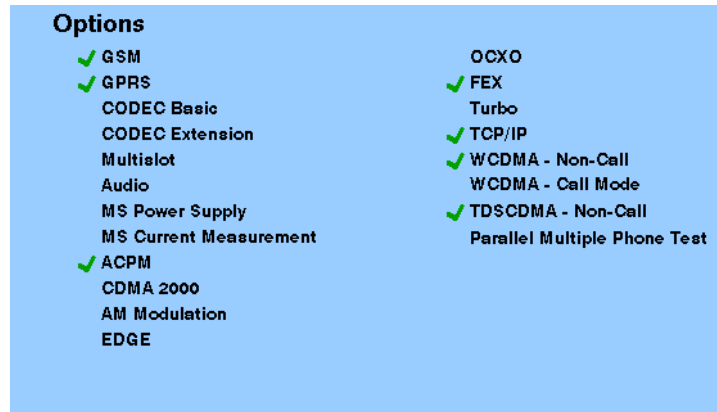 Options
GSM
GPRS
CODEC Basic
CODEC Extension
Multislot
Audio
MS Power Supply
MS Current Measurement
ACPM
CDMA 2000
AM Modulation
EDGE
OCXO
FEX
Turbo
TCP/IP
WCDMA - Non-Call
WCDMA - Call Mode
TDSCDMA - Non-Call
Parallel Multiple Phone Test